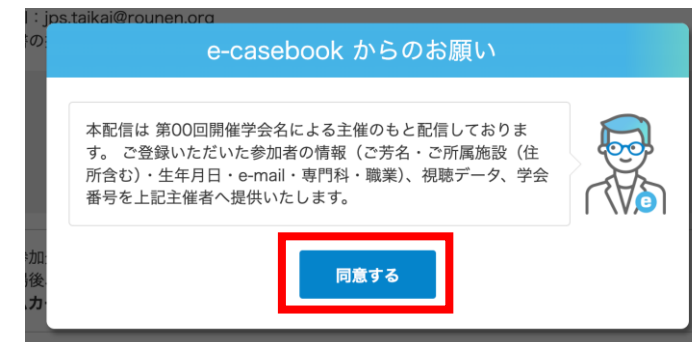 ：jps.taikai@rounen.org
e-casebook からのお願い
本配信は 第00回開催学会名による主催のもと配信しておりま
す。 ご登録いただいた参加者の情報（ご芳名・ご所属施設（住
所含む）・生年月日・e-mail・専門科・職業）、視聴データ、学会
番号を上記主催者へ提供いたします。
e
同意する